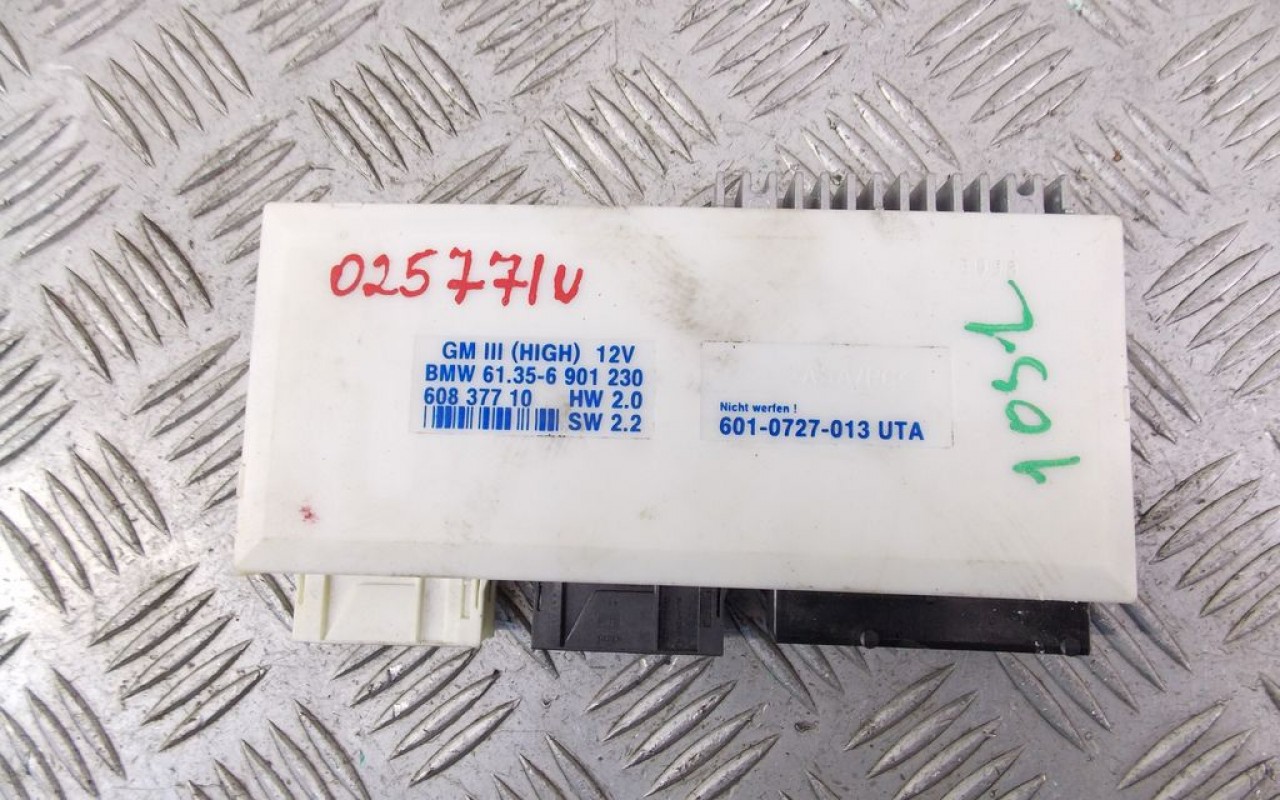 025771U
GM III (HIGH) 12V
BMW 61.35-6 901 230
608 377 10 HW 2.0
SW 2.2
Nicht werfen !
601-0727-013 UTA